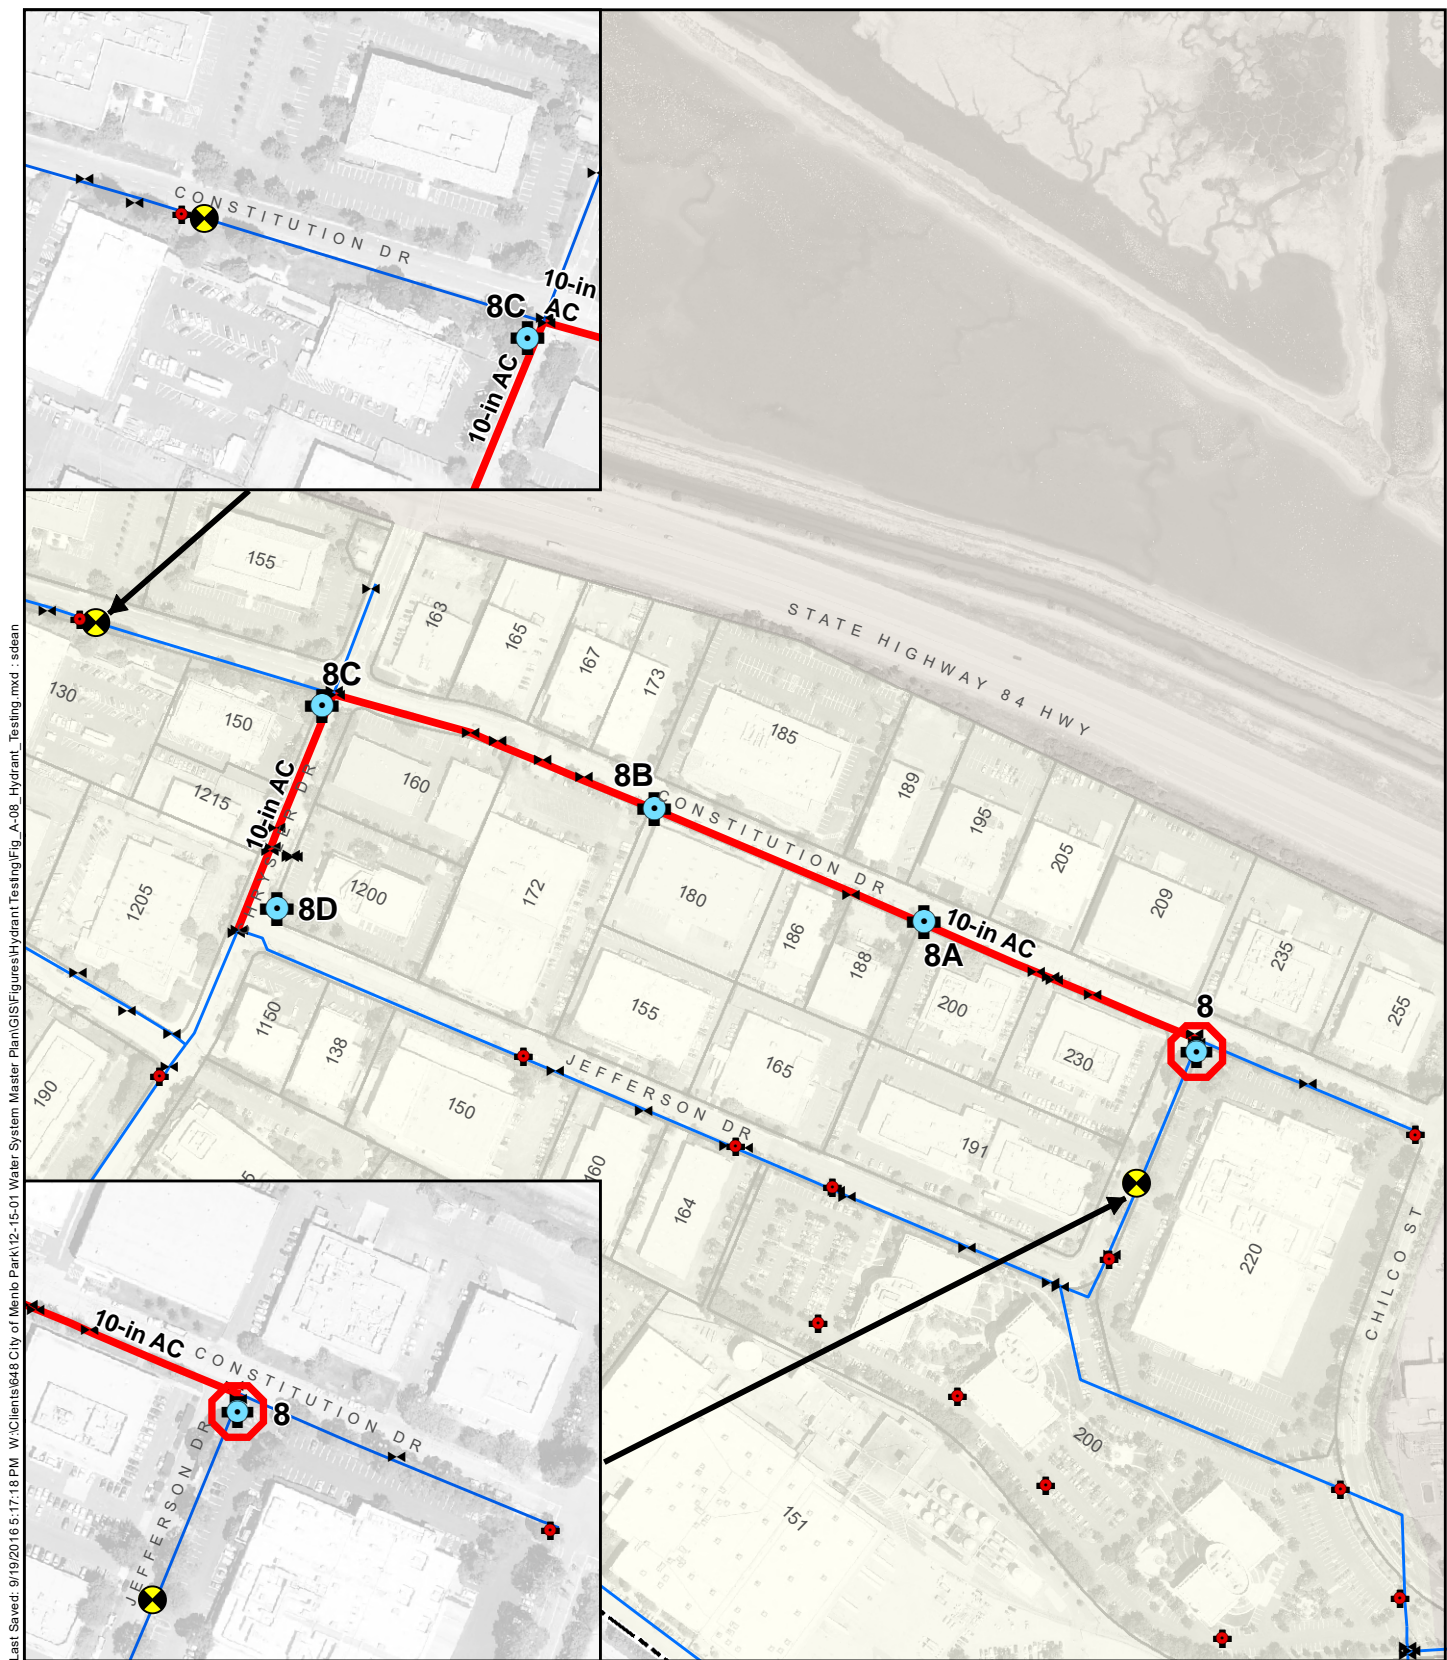 CONSTITUTION DR
10-in
AC
8C
10-in AC
155
163
165
167
173
STATE HIGHWAY 84 HWY
8C
130
150
185
8B
160
189
10-in AC
1215
CONSTITUTION DR
195
205
HRYSLER DR
1205
1200
172
180
209
8D
186
10-in AC
8A
188
235
155
200
8
255
1150
138
230
165
190
150
JEFFERSON DR
191
160
164
220
CHILCO ST
10-in AC
CONSTITUTION DR
8
JEFFERSON DR
200
151
Last Saved: 9/19/2016 5:17:18 PM W:\Clients\648 City of Menlo Park\12-15-01 Water System Master Plan\GIS\Figures\Hydrant Testing\Fig_A-08_Hydrant_Testing.mxd : sdean